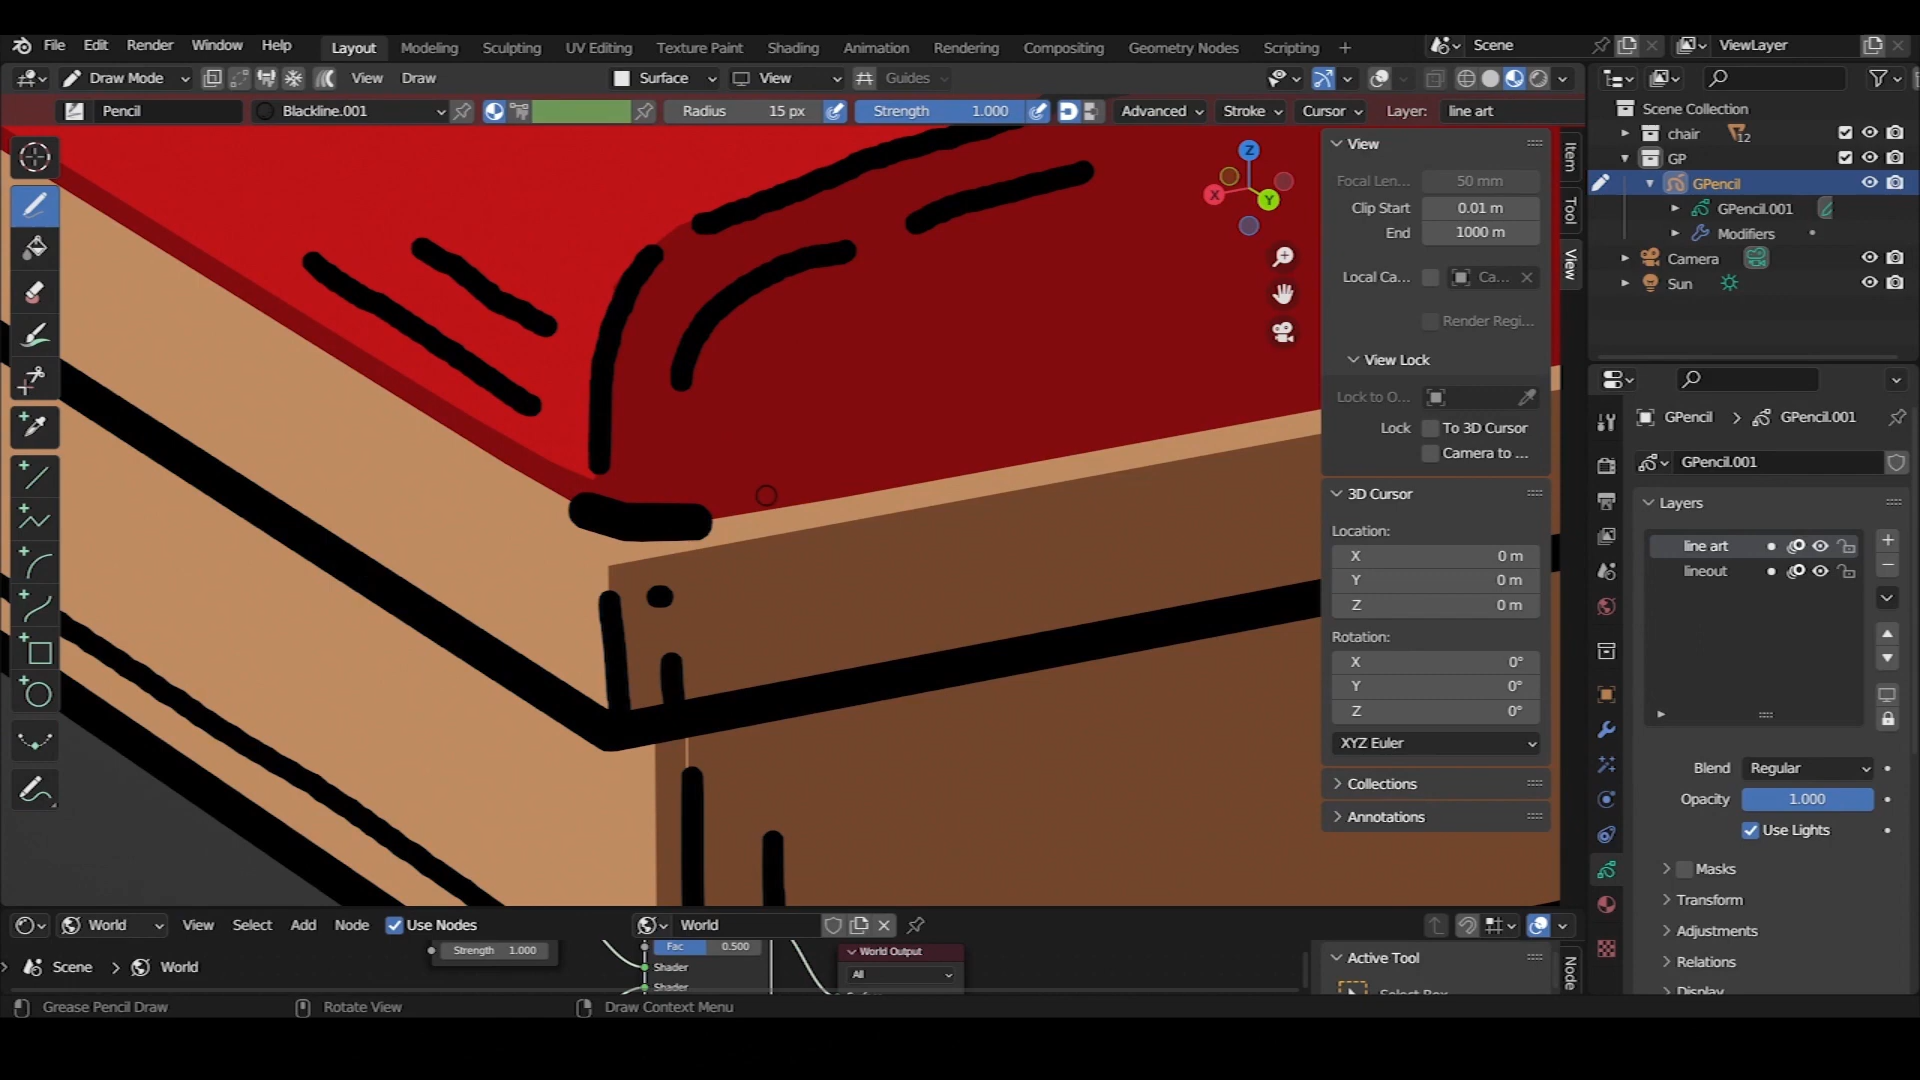 File Edit Render Window Help Layout Modeling Sculpting UV Editing Texture Paint Shading Animation Rendering Compositing Geometry Nodes Scripting + Scene ViewLayer
Draw Mode View Draw Surface View Guides
Pencil Blackline.001 Radius 15 px Strength 1.000 Advanced Stroke Cursor Layer: line art
Scene Collection
chair 12
GP
GPencil
GPencil.001
Modifiers
Camera
Sun
Z
X
Y
View
Focal Len... 50 mm
Clip Start 0.01 m
End 1000 m
Local Ca... Ca...
Render Regi...
View Lock
Lock to O...
Lock To 3D Cursor
Camera to ...
3D Cursor
Location:
X 0 m
Y 0 m
Z 0 m
Rotation:
X 0°
Y 0°
Z 0°
XYZ Euler
Collections
Annotations
Item
Tool
View
GPencil > GPencil.001
GPencil.001
Layers
line art
lineout
Blend Regular
Opacity 1.000
Use Lights
Masks
Transform
Adjustments
Relations
Display
World View Select Add Node Use Nodes World
Strength 1.000
Fac 0.500
Shader
Shader
World Output
All
Scene > World
Active Tool
Select Box
Node
Grease Pencil Draw Rotate View Draw Context Menu